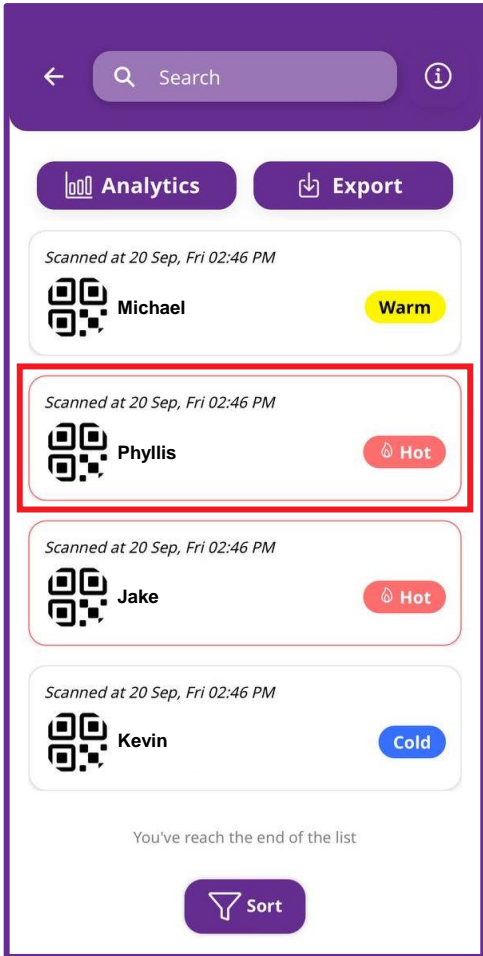 Search
Analytics
Export
Scanned at 20 Sep, Fri 02:46 PM
Michael
Warm
Scanned at 20 Sep, Fri 02:46 PM
Phyllis
Hot
Scanned at 20 Sep, Fri 02:46 PM
Jake
Hot
Scanned at 20 Sep, Fri 02:46 PM
Kevin
Cold
You've reach the end of the list
Sort